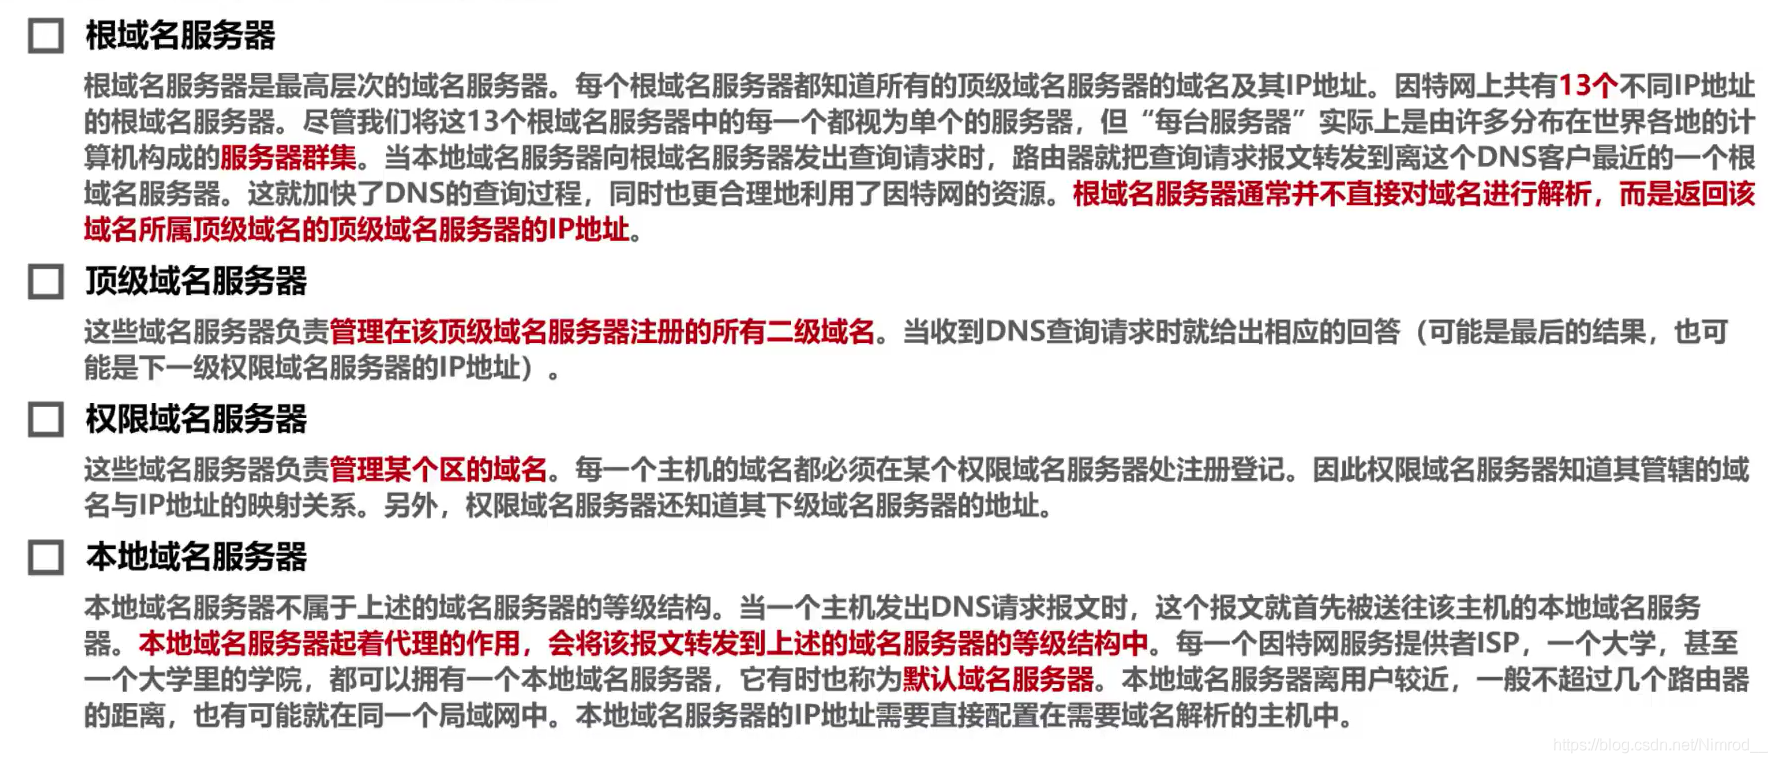 根域名服务器
根域名服务器是最高层次的域名服务器。每个根域名服务器都知道所有的顶级域名服务器的域名及其IP地址。因特网上共有13个不同IP地址
的根域名服务器。尽管我们将这13个根域名服务器中的每一个都视为单个的服务器，但“每台服务器”实际上是由许多分布在世界各地的计
算机构成的服务器群集。当本地域名服务器向根域名服务器发出查询请求时，路由器就把查询请求报文转发到离这个DNS客户最近的一个根
域名服务器。这就加快了DNS的查询过程，同时也更合理地利用了因特网的资源。根域名服务器通常并不直接对域名进行解析，而是返回该
域名所属顶级域名的顶级域名服务器的IP地址。
顶级域名服务器
这些域名服务器负责管理在该顶级域名服务器注册的所有二级域名。当收到DNS查询请求时就给出相应的回答（可能是最后的结果，也可
能是下一级权限域名服务器的IP地址）。
权限域名服务器
这些域名服务器负责管理某个区的域名。每一个主机的域名都必须在某个权限域名服务器处注册登记。因此权限域名服务器知道其管辖的域
名与IP地址的映射关系。另外，权限域名服务器还知道其下级域名服务器的地址。
本地域名服务器
本地域名服务器不属于上述的域名服务器的等级结构。当一个主机发出DNS请求报文时，这个报文就首先被送往该主机的本地域名服务
器。本地域名服务器起着代理的作用，会将该报文转发到上述的域名服务器的等级结构中。每一个因特网服务提供者ISP，一个大学，甚至
一个大学里的学院，都可以拥有一个本地域名服务器，它有时也称为默认域名服务器。本地域名服务器离用户较近，一般不超过几个路由器
的距离，也有可能就在同一个局域网中。本地域名服务器的IP地址需要直接配置在需要域名解析的主机中。
https://blog.csdn.net/Nimrod__